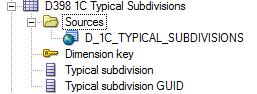 D398 1C Typical Subdivisions
Sources
D_1C_TYPICAL_SUBDIVISIONS
Dimension key
Typical subdivision
Typical subdivision GUID